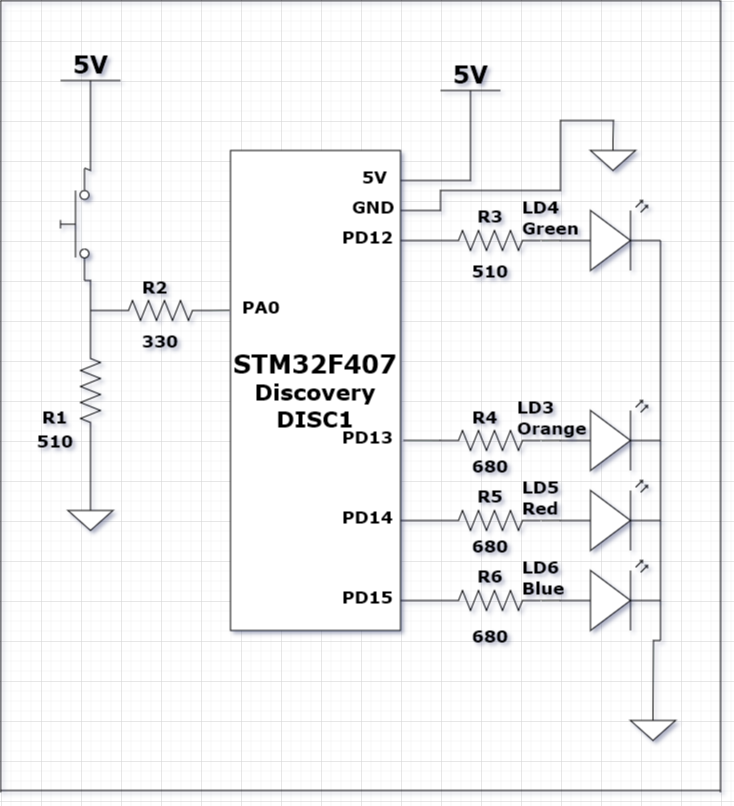 5V
5V
5V
GND
PD12
R3
510
LD4
Green
R2
330
PA0
STM32F407
Discovery
DISC1
R1
510
PD13
R4
680
LD3
Orange
PD14
R5
680
LD5
Red
PD15
R6
680
LD6
Blue